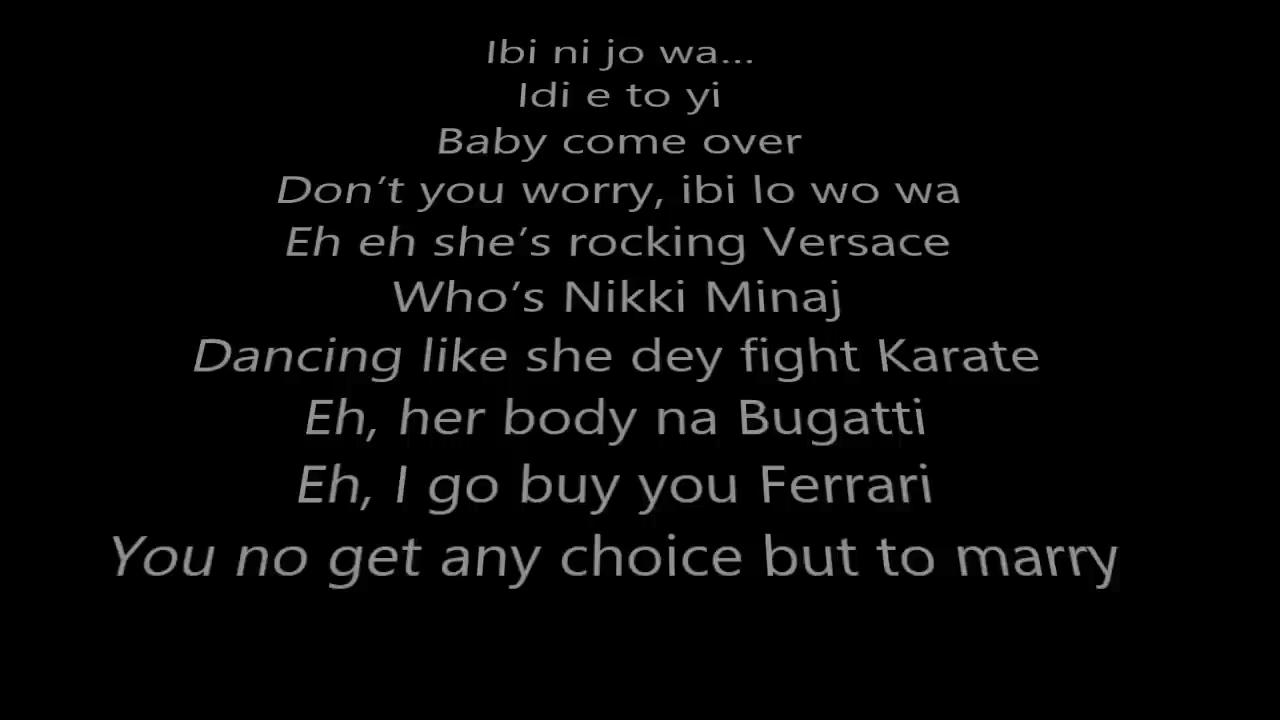 Ibi ni jo wa...
Idi e to yi
Baby come over
Don't you worry, ibi lo wo wa
Eh eh she's rocking Versace
Who's Nikki Minaj
Dancing like she dey fight Karate
Eh, her body na Bugatti
Eh, I go buy you Ferrari
You no get any choice but to marry